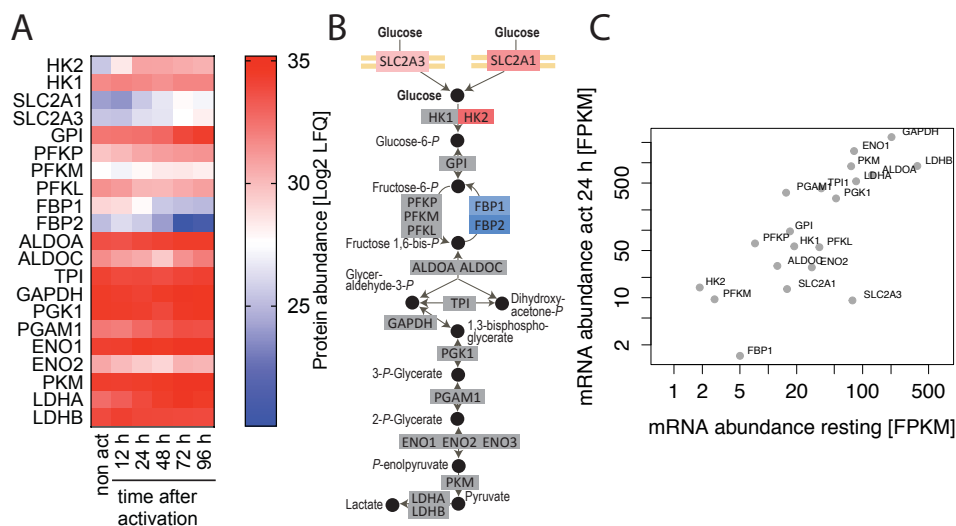 A
HK2
HK1
SLC2A1
SLC2A3
GPI
PFKP
PFKM
PFKL
FBP1
FBP2
ALDOA
ALDOC
TPI
GAPDH
PGK1
PGAM1
ENO1
ENO2
PKM
LDHA
LDHB
non act
12 h
24 h
48 h
72 h
96 h
time after
activation
35
30
25
Protein abundance [Log2 LFQ]
B
Glucose Glucose
SLC2A3 SLC2A1
Glucose
HK1 HK2
Glucose-6-P
GPI
Fructose-6-P
PFKP
PFKM
PFKL
FBP1
FBP2
Fructose 1,6-bis-P
ALDOA ALDOC
Glycer-
aldehyde-3-P
TPI
Dihydroxy-
acetone-P
GAPDH
1,3-bisphospho-
glycerate
PGK1
3-P-Glycerate
PGAM1
2-P-Glycerate
ENO1 ENO2 ENO3
P-enolpyruvate
PKM
Pyruvate
Lactate
LDHA
LDHB
C
mRNA abundance act 24 h [FPKM]
500
50
10
2
GAPDH
ENO1
PKM
LDHB
ALDOA
LDHA
TPI1
PGAM1
PGK1
GPI
PFKP
HK1
PFKL
ALDOC
ENO2
HK2
SLC2A1
PFKM
SLC2A3
FBP1
1 2 5 20 100 500
mRNA abundance resting [FPKM]